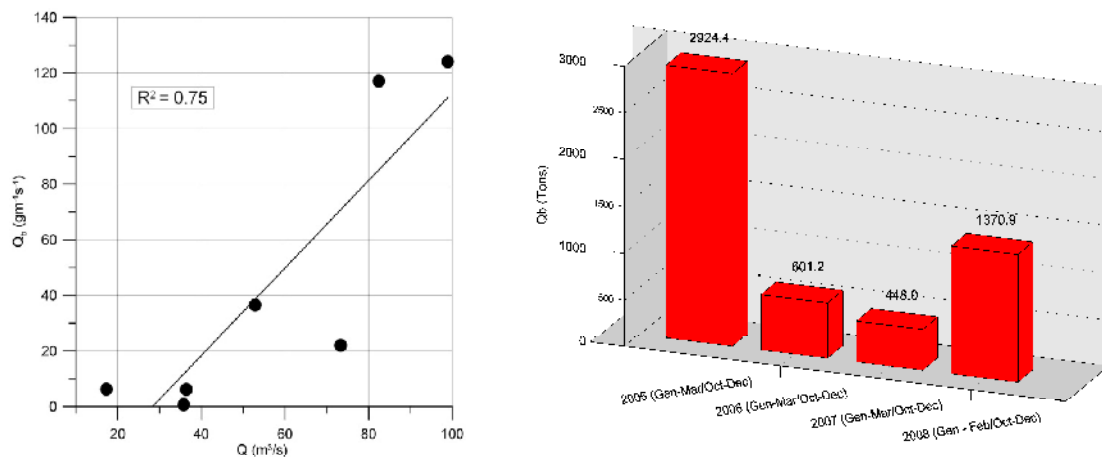 140
120
100
80
60
40
20
0
Q_b (gm⁻¹s⁻¹)
R² = 0.75
20 40 60 80 100
Q (m³/s)
3000
2500
2000
1500
1000
500
0
Qb (Tons)
2924.4
601.2
448.0
1370.9
2005 (Gen-Mar/Oct-Dec)
2006 (Gen-Mar/Oct-Dec)
2007 (Gen-Mar/Oct-Dec)
2008 (Gen - Feb/Oct-Dec)